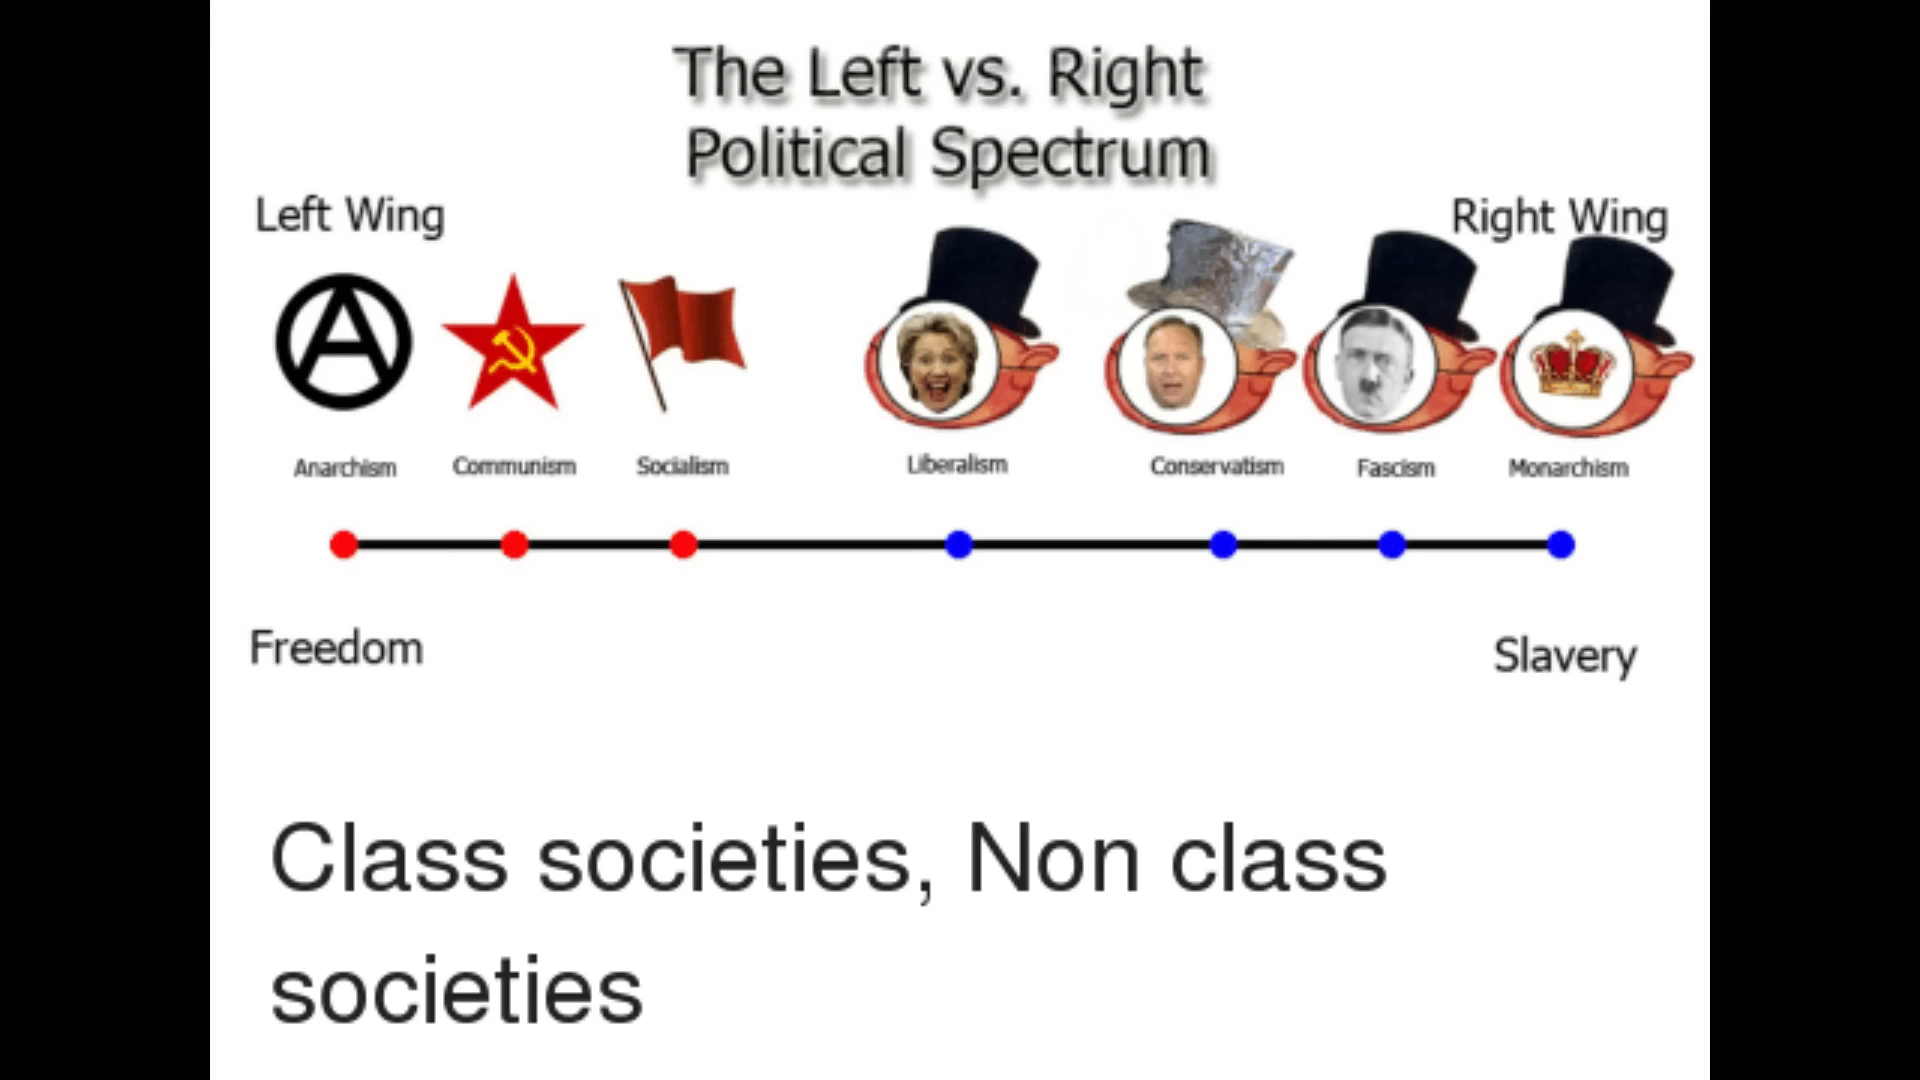 The Left vs. Right
Political Spectrum
Left Wing
Right Wing
Anarchism
Communism
Socialism
Liberalism
Conservatism
Fascism
Monarchism
Freedom
Slavery
Class societies, Non class
societies